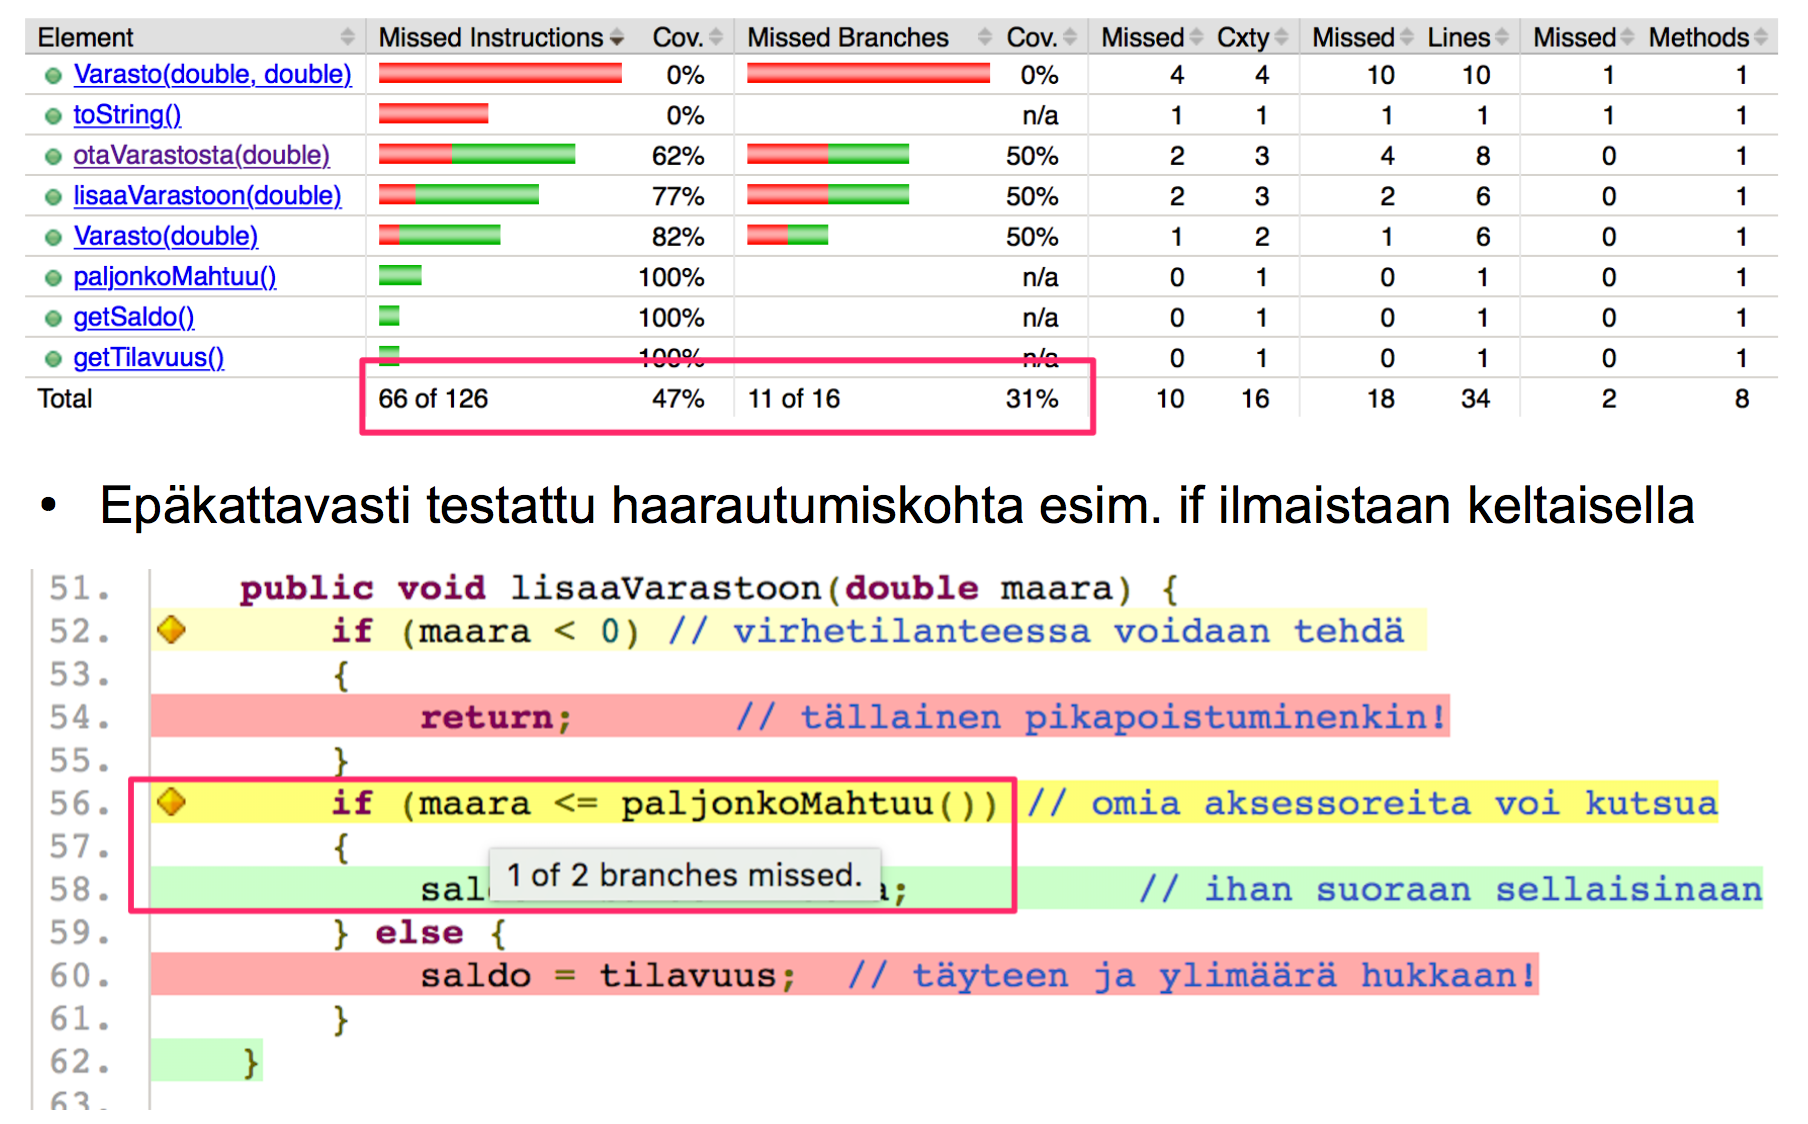 Element Missed Instructions Cov. Missed Branches Cov. Missed Cxty Missed Lines Missed Methods
Varasto(double, double) 0% 0% 4 4 10 10 1 1
toString() 0% n/a 1 1 1 1 1 1
otaVarastosta(double) 62% 50% 2 3 4 8 0 1
lisaaVarastoon(double) 77% 50% 2 3 2 6 0 1
Varasto(double) 82% 50% 1 2 1 6 0 1
paljonkoMahtuu() 100% n/a 0 1 0 1 0 1
getSaldo() 100% n/a 0 1 0 1 0 1
getTilavuus() 100% n/a 0 1 0 1 0 1
Total 66 of 126 47% 11 of 16 31% 10 16 18 34 2 8
• Epäkattavasti testattu haarautumiskohta esim. if ilmaistaan keltaisella
51. public void lisaaVarastoon(double maara) {
52. if (maara < 0) // virhetilanteessa voidaan tehdä
53. {
54. return; // tällainen pikapoistuminenkin!
55. }
56. if (maara <= paljonkoMahtuu()) // omia aksessoreita voi kutsua
57. {
1 of 2 branches missed.
58. sal a; // ihan suoraan sellaisinaan
59. } else {
60. saldo = tilavuus; // täyteen ja ylimäärä hukkaan!
61. }
62. }
63.